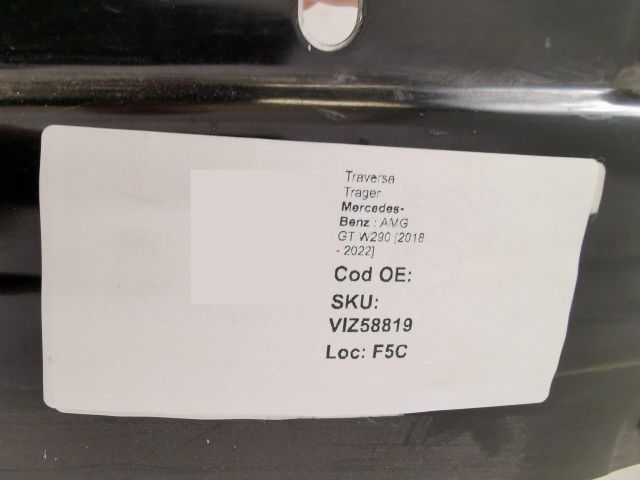 Traversa
Trager
Mercedes-
Benz : AMG
GT W290 [2018
- 2022]
Cod OE:
SKU:
VIZ58819
Loc: F5C